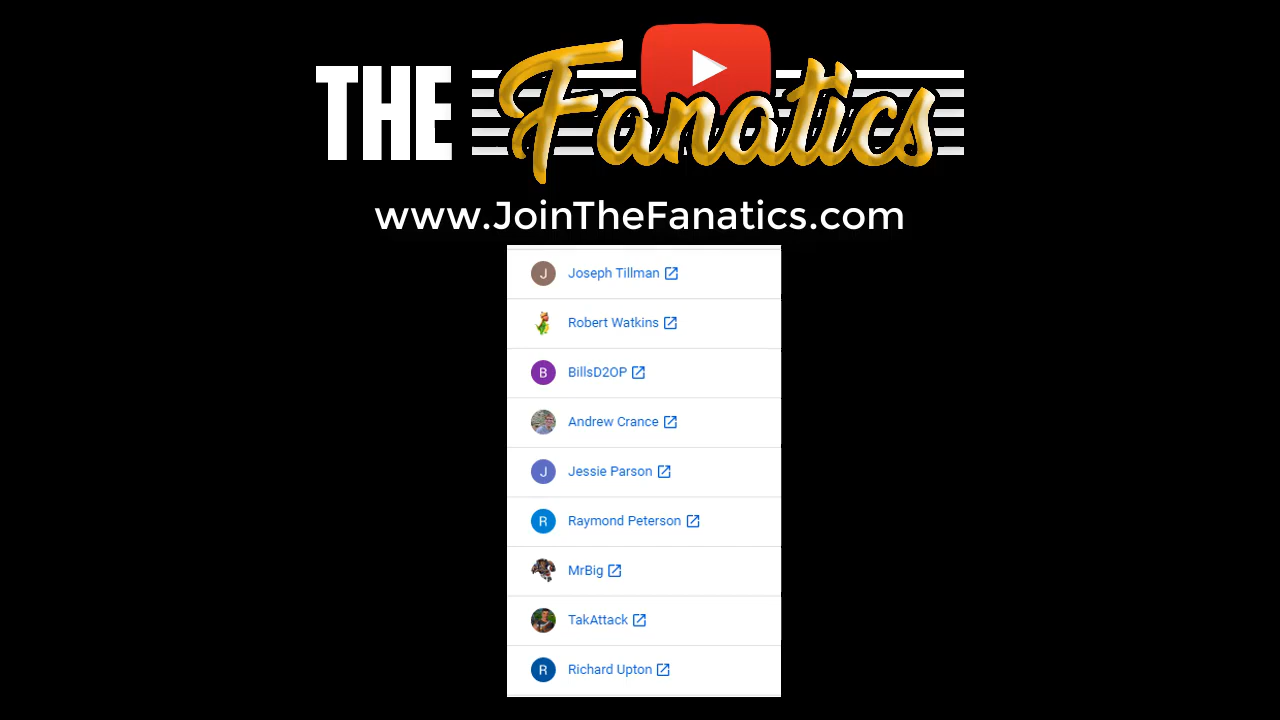 THE Fanatics
www.JoinTheFanatics.com
J Joseph Tillman
Robert Watkins
B BillsD2OP
Andrew Crance
J Jessie Parson
R Raymond Peterson
MrBig
TakAttack
R Richard Upton